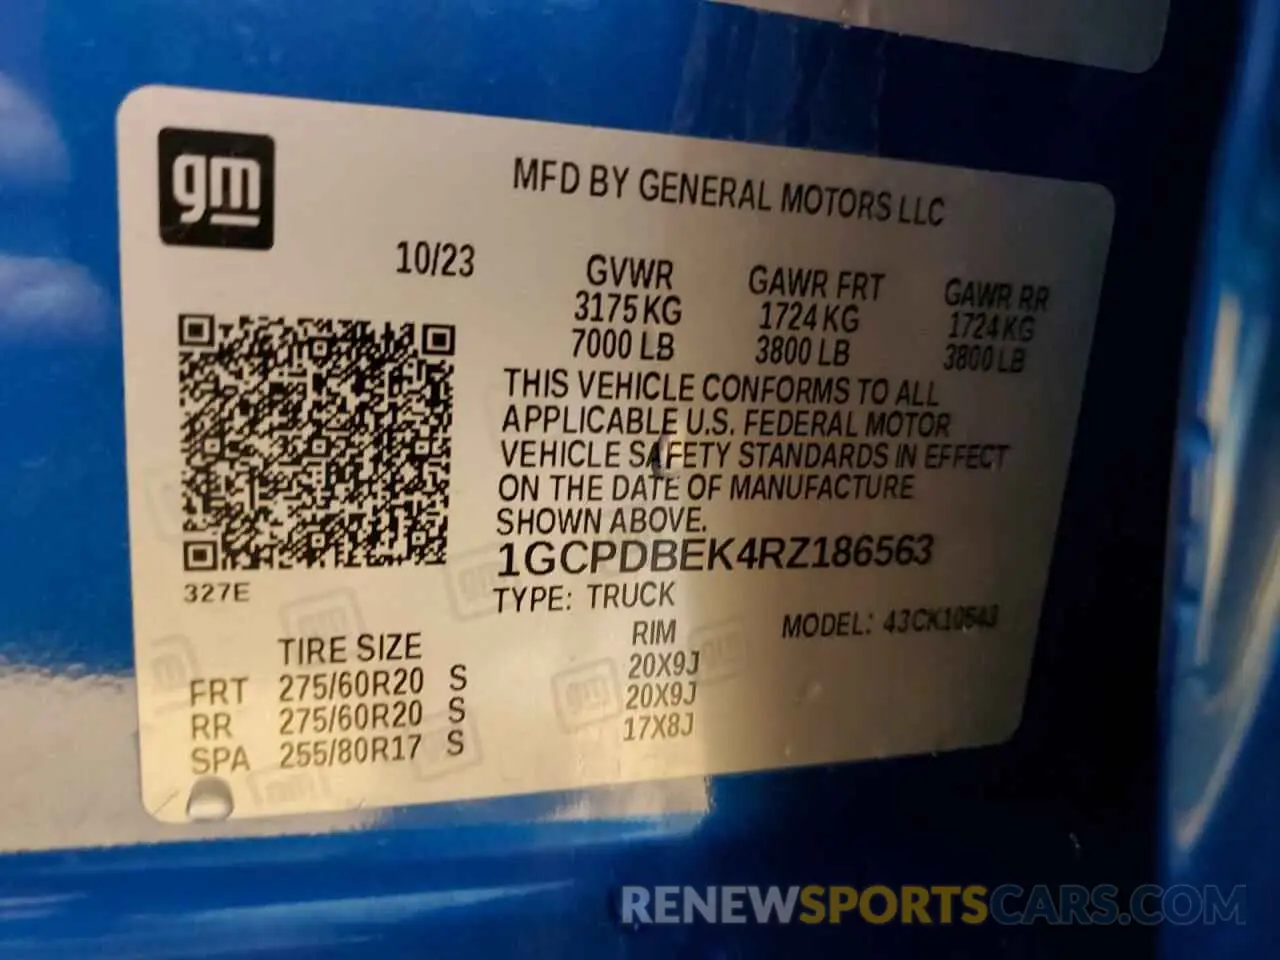 gm
MFD BY GENERAL MOTORS LLC
10/23
GVWR GAWR FRT GAWR RR
3175 KG 1724 KG 1724 KG
7000 LB 3800 LB 3800 LB
THIS VEHICLE CONFORMS TO ALL
APPLICABLE U.S. FEDERAL MOTOR
VEHICLE SAFETY STANDARDS IN EFFECT
ON THE DATE OF MANUFACTURE
SHOWN ABOVE.
1GCPDBEK4RZ186563
327E
TYPE: TRUCK
MODEL: 43CK10543
TIRE SIZE RIM
FRT 275/60R20 S 20X9J
RR 275/60R20 S 20X9J
SPA 255/80R17 S 17X8J
RENEWSPORTSCARS.COM